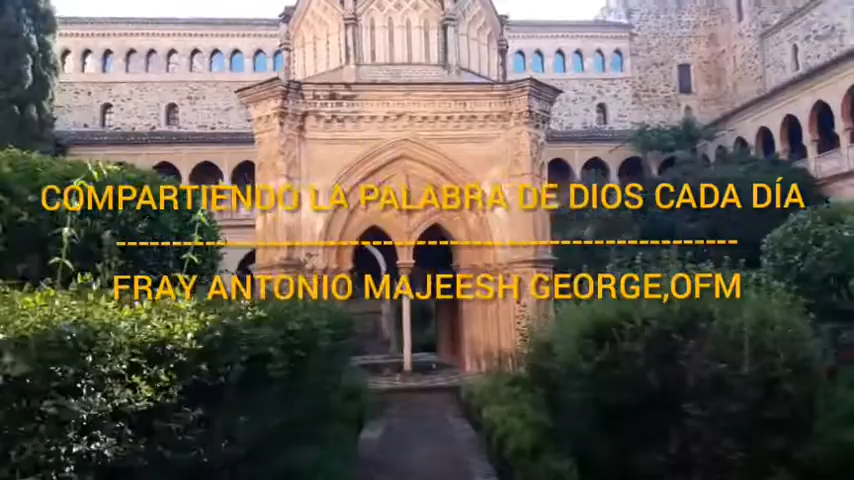 COMPARTIENDO LA PALABRA DE DIOS CADA DÍA
FRAY ANTONIO MAJEESH GEORGE,OFM